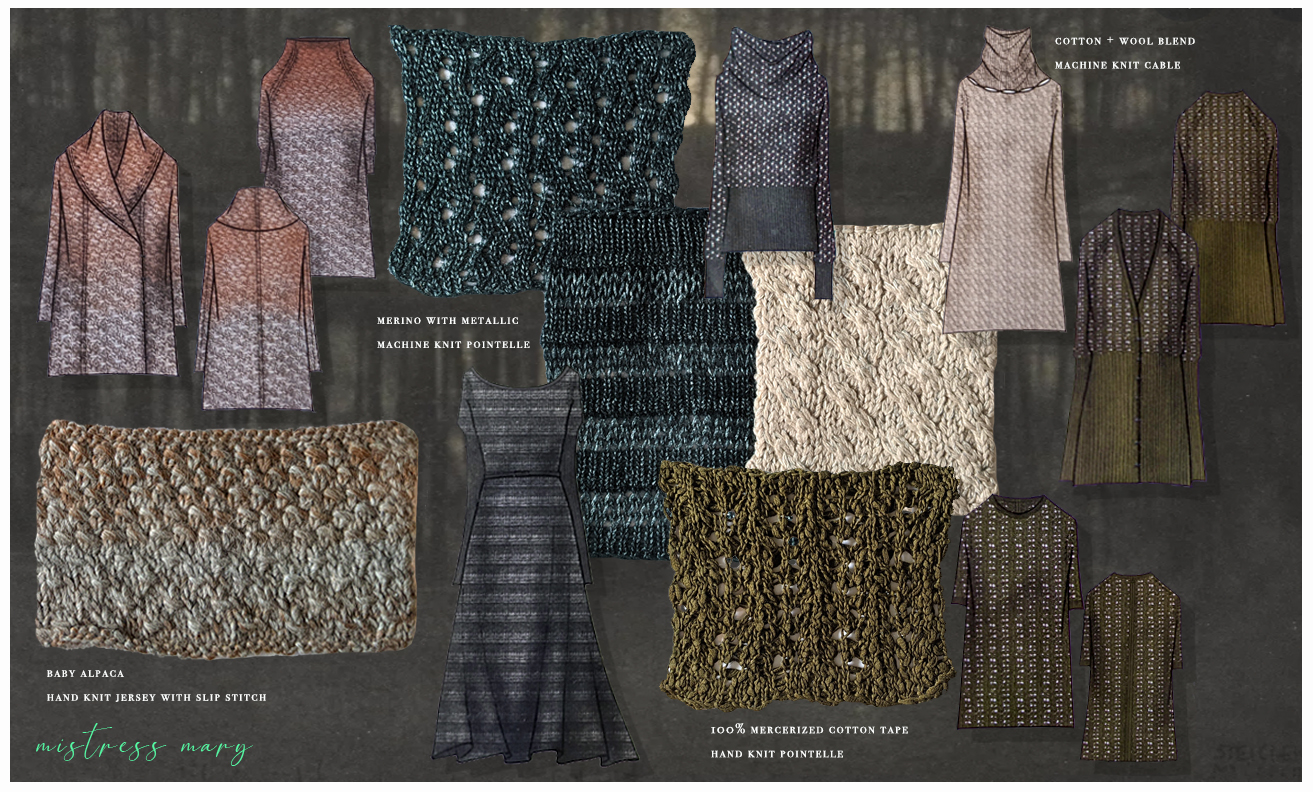 COTTON + WOOL BLEND
MACHINE KNIT CABLE
MERINO WITH METALLIC
MACHINE KNIT POINTELLE
BABY ALPACA
HAND KNIT JERSEY WITH SLIP STITCH
mistress mary
100% MERCERIZED COTTON TAPE
HAND KNIT POINTELLE